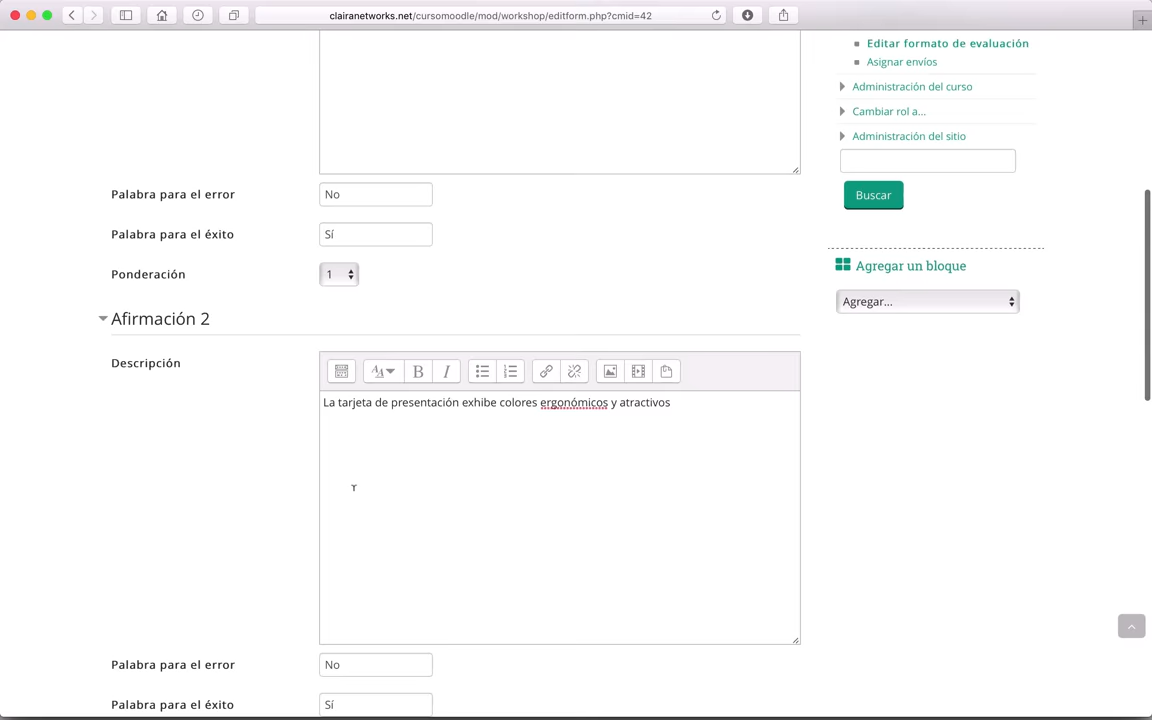 clairanetworks.net/cursomoodle/mod/workshop/editform.php?cmid=42
Editar formato de evaluación
Asignar envíos
Administración del curso
Cambiar rol a...
Administración del sitio
Buscar
Agregar un bloque
Agregar...
Palabra para el error
No
Palabra para el éxito
Sí
Ponderación
1
Afirmación 2
Descripción
La tarjeta de presentación exhibe colores ergonómicos y atractivos
Palabra para el error
No
Palabra para el éxito
Sí